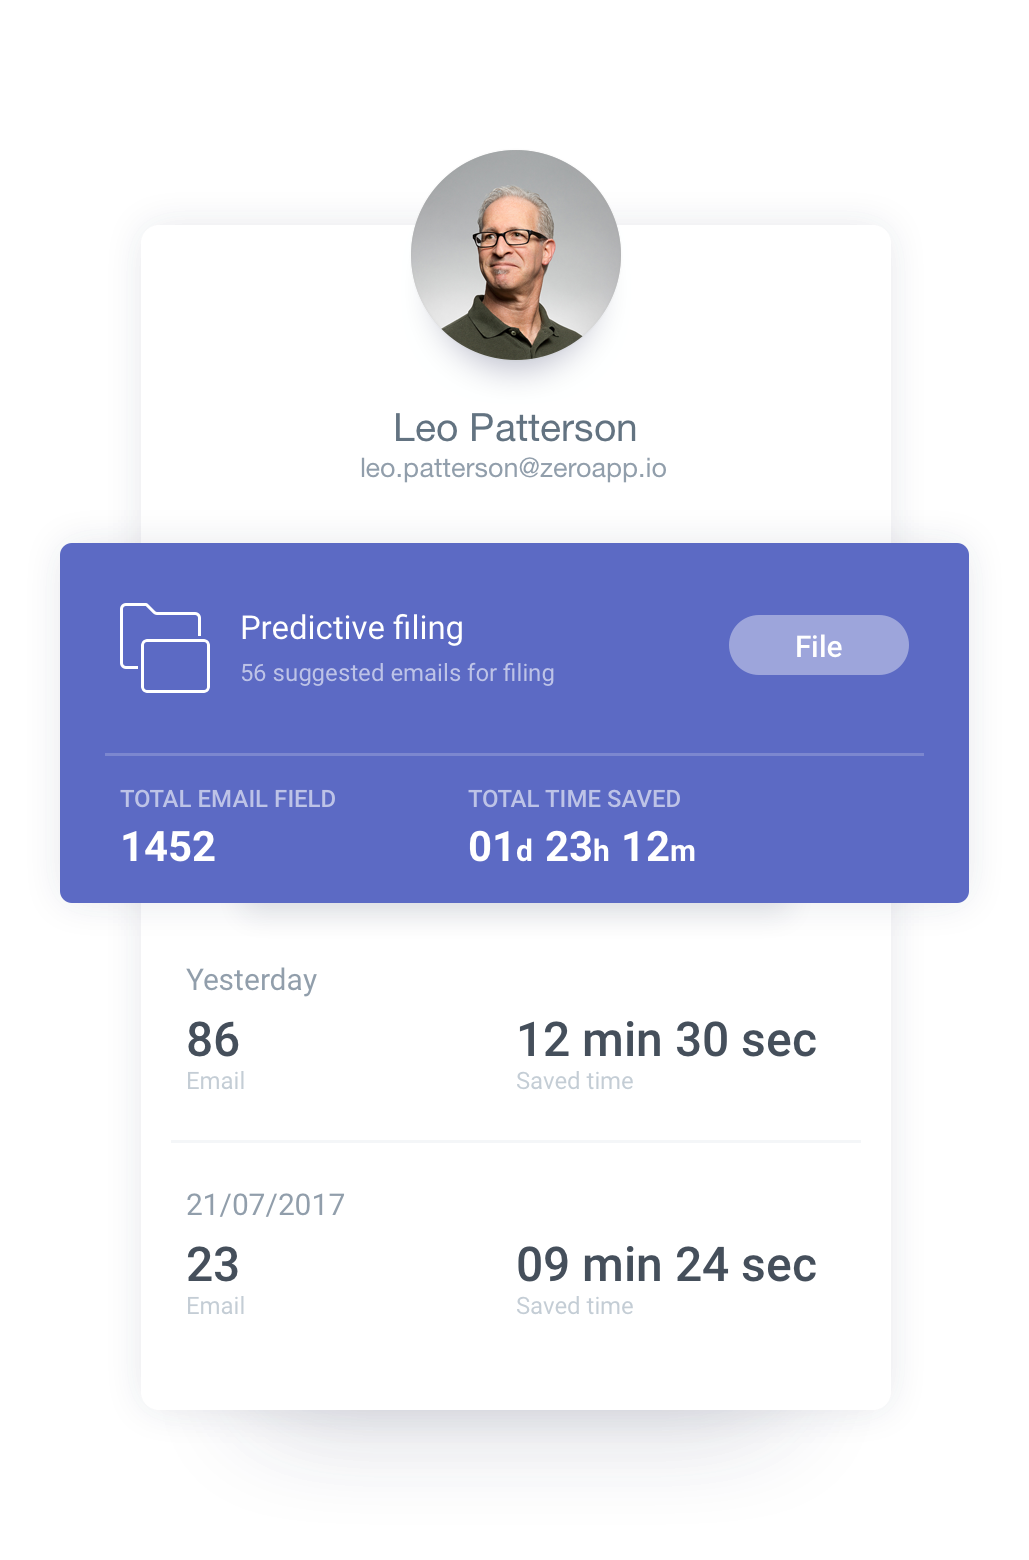 Leo Patterson
leo.patterson@zeroapp.io
Predictive filing
56 suggested emails for filing
File
TOTAL EMAIL FIELD
TOTAL TIME SAVED
1452
01d 23h 12m
Yesterday
86
12 min 30 sec
Email
Saved time
21/07/2017
23
09 min 24 sec
Email
Saved time